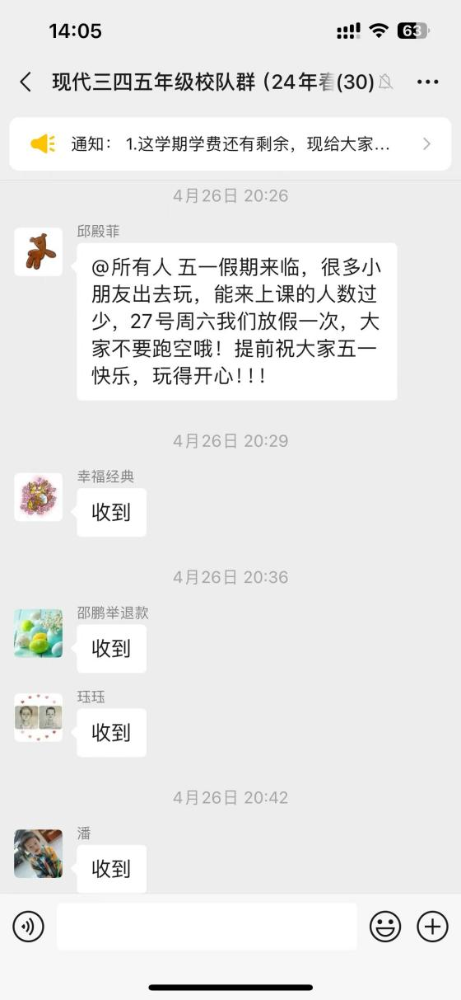 14:05
63
现代三四五年级校队群（24年春(30)
通知： 1.这学期学费还有剩余，现给大家...
4月26日 20:26
邱殿菲
@所有人 五一假期来临，很多小
朋友出去玩，能来上课的人数过
少，27号周六我们放假一次，大
家不要跑空哦！提前祝大家五一
快乐，玩得开心！！！
4月26日 20:29
幸福经典
收到
4月26日 20:36
邵鹏举退款
收到
珏珏
收到
4月26日 20:42
潘
收到